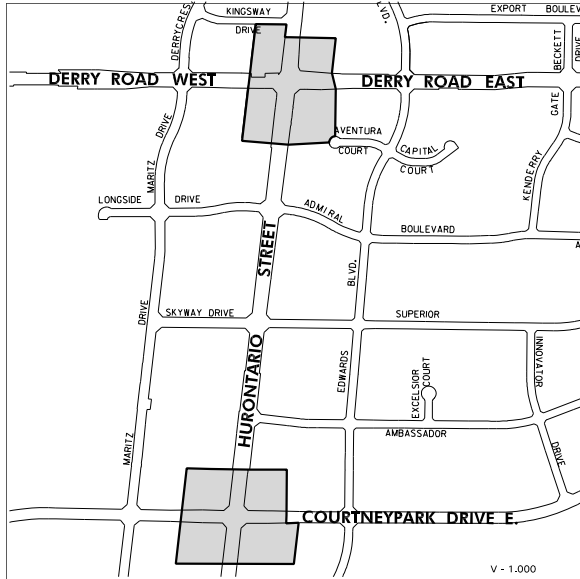 KINGSWAY
DRIVE
DERRYCRES
BLVD.
EXPORT BOULEV
BECKETT
DRIVE
DERRY ROAD WEST
DERRY ROAD EAST
GATE
DRIVE
AVENTURA
COURT
CAPITAL
COURT
KENDERRY
MARITZ
LONGSIDE DRIVE
ADMIRAL
BOULEVARD
A
STREET
BLVD.
DRIVE
SKYWAY DRIVE
SUPERIOR
HURONTARIO
EDWARDS
EXCELSIOR
COURT
INNOVATOR
AMBASSADOR
MARITZ
DRIVE
COURTNEYPARK DRIVE E.
V - 1.000